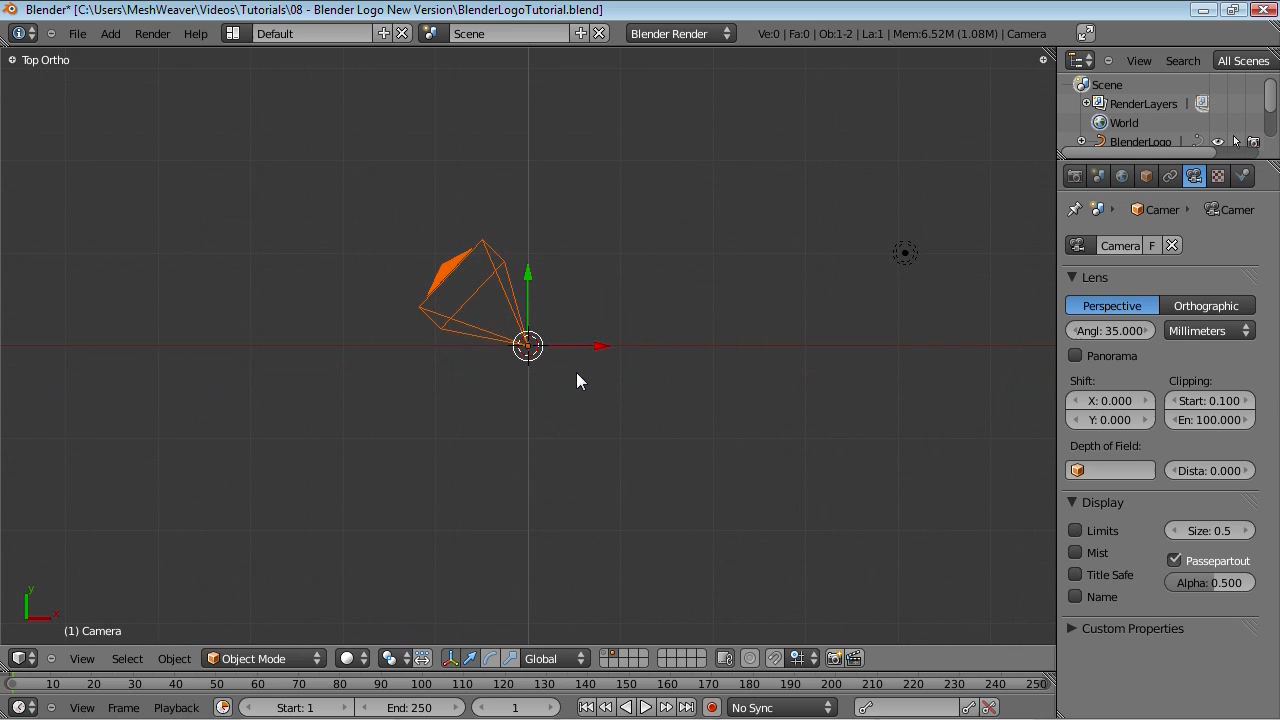 Blender* [C:\Users\MeshWeaver\Videos\Tutorials\08 - Blender Logo New Version\BlenderLogoTutorial.blend]
File Add Render Help Default Scene Blender Render Ve:0 | Fa:0 | Ob:1-2 | La:1 | Mem:6.52M (1.08M) | Camera
Top Ortho
View Search All Scenes
Scene
RenderLayers
World
BlenderLogo
Camer Camer
Camera F
Lens
Perspective Orthographic
Angl: 35.000 Millimeters
Panorama
Shift: Clipping:
X: 0.000 Start: 0.100
Y: 0.000 En: 100.000
Depth of Field:
Dista: 0.000
Display
Limits Size: 0.5
Mist Passepartout
Title Safe Alpha: 0.500
Name
Custom Properties
y
x
(1) Camera
View Select Object Object Mode Global
10 20 30 40 50 60 70 80 90 100 110 120 130 140 150 160 170 180 190 200 210 220 230 240 250
View Frame Playback Start: 1 End: 250 1 No Sync